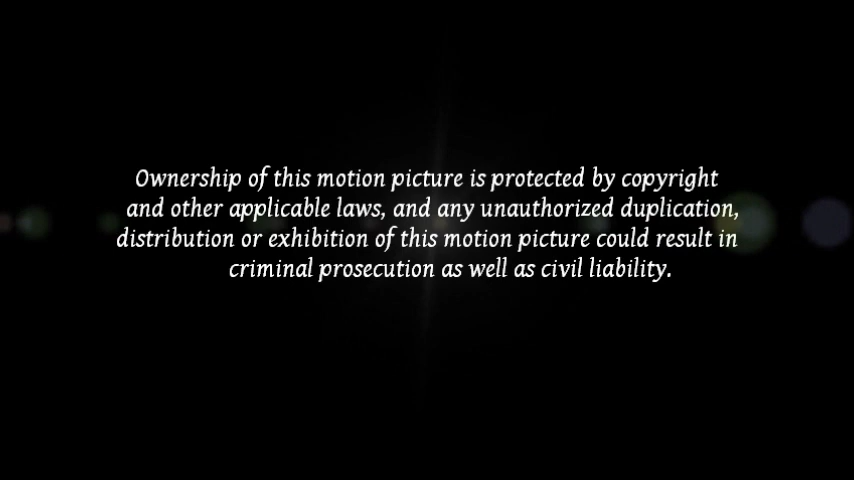 Ownership of this motion picture is protected by copyright
and other applicable laws, and any unauthorized duplication,
distribution or exhibition of this motion picture could result in
criminal prosecution as well as civil liability.